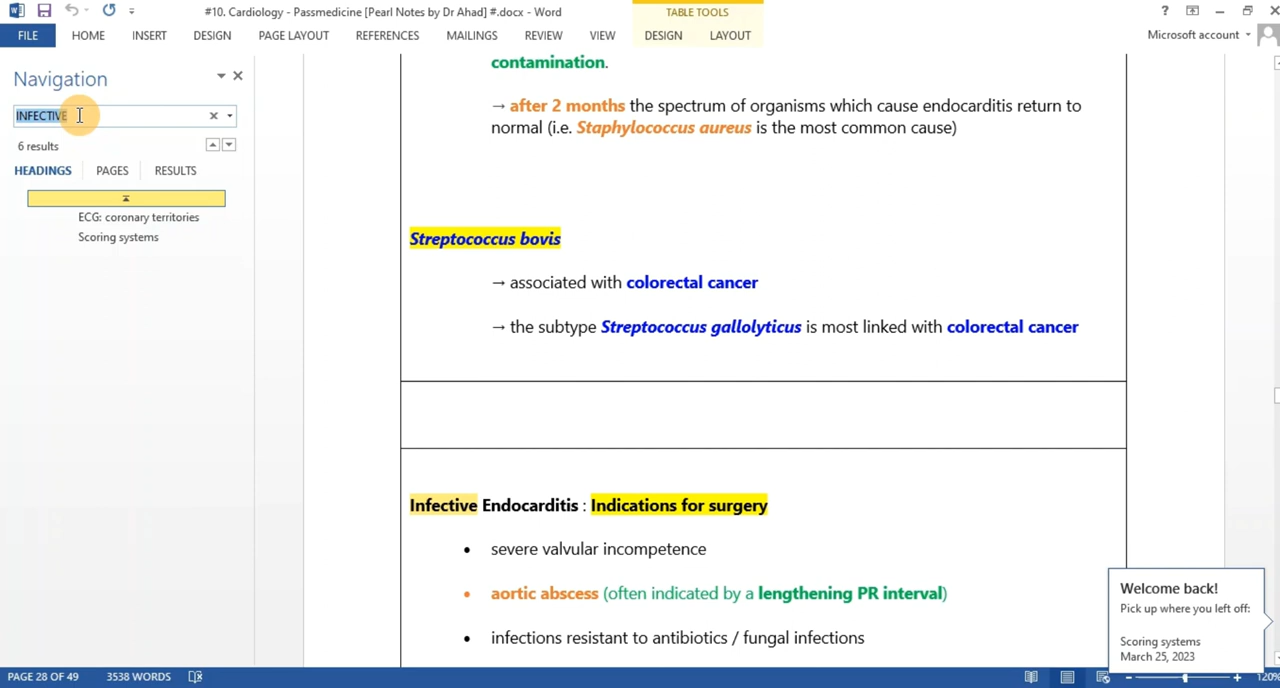 #10. Cardiology - Passmedicine [Pearl Notes by Dr Ahad] #.docx - Word
TABLE TOOLS
?
FILE HOME INSERT DESIGN PAGE LAYOUT REFERENCES MAILINGS REVIEW VIEW DESIGN LAYOUT Microsoft account
Navigation
INFECTIVE
6 results
HEADINGS PAGES RESULTS
ECG: coronary territories
Scoring systems
contamination.
→ after 2 months the spectrum of organisms which cause endocarditis return to
normal (i.e. Staphylococcus aureus is the most common cause)
Streptococcus bovis
→ associated with colorectal cancer
→ the subtype Streptococcus gallolyticus is most linked with colorectal cancer
Infective Endocarditis : Indications for surgery
• severe valvular incompetence
• aortic abscess (often indicated by a lengthening PR interval)
• infections resistant to antibiotics / fungal infections
Welcome back!
Pick up where you left off:
Scoring systems
March 25, 2023
PAGE 28 OF 49 3538 WORDS 120%